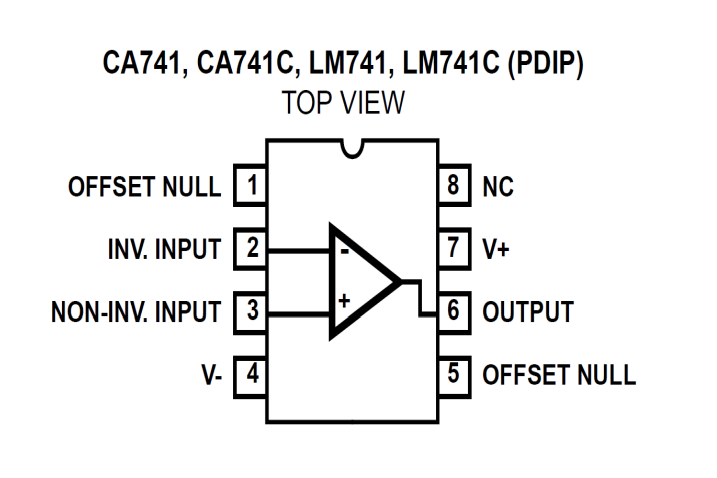 CA741, CA741C, LM741, LM741C (PDIP)
TOP VIEW
OFFSET NULL 1 8 NC
INV. INPUT 2 - 7 V+
NON-INV. INPUT 3 + 6 OUTPUT
V- 4 5 OFFSET NULL